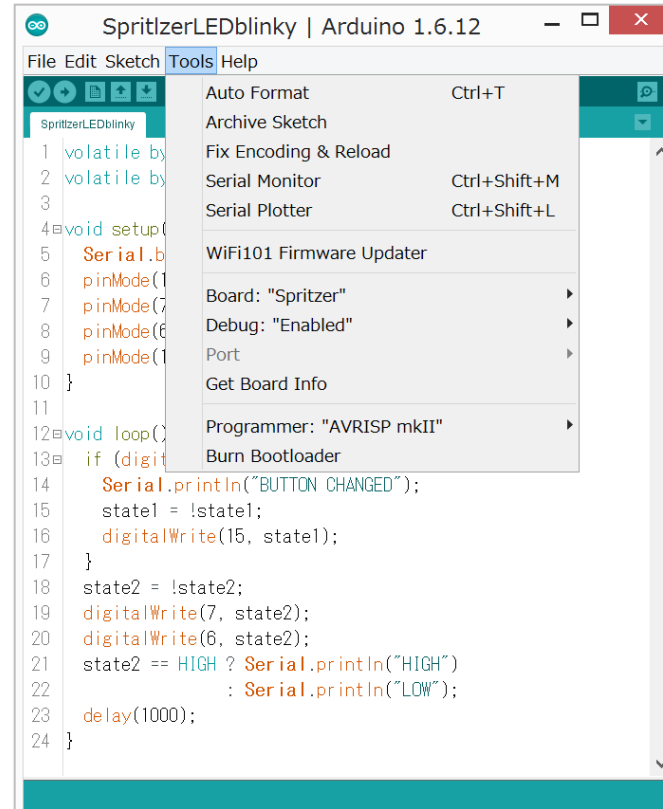 SpritlzerLEDblinky | Arduino 1.6.12
File Edit Sketch Tools Help
Auto Format Ctrl+T
Archive Sketch
Fix Encoding & Reload
Serial Monitor Ctrl+Shift+M
Serial Plotter Ctrl+Shift+L
WiFi101 Firmware Updater
Board: "Spritzer"
Debug: "Enabled"
Port
Get Board Info
Programmer: "AVRISP mkII"
Burn Bootloader
SpritlzerLEDblinky
1 volatile by
2 volatile by
3
4 void setup(
5 Serial.b
6 pinMode(1
7 pinMode(7
8 pinMode(6
9 pinMode(1
10 }
11
12 void loop()
13 if (digit
14 Serial.println("BUTTON CHANGED");
15 state1 = !state1;
16 digitalWrite(15, state1);
17 }
18 state2 = !state2;
19 digitalWrite(7, state2);
20 digitalWrite(6, state2);
21 state2 == HIGH ? Serial.println("HIGH")
22 : Serial.println("LOW");
23 delay(1000);
24 }